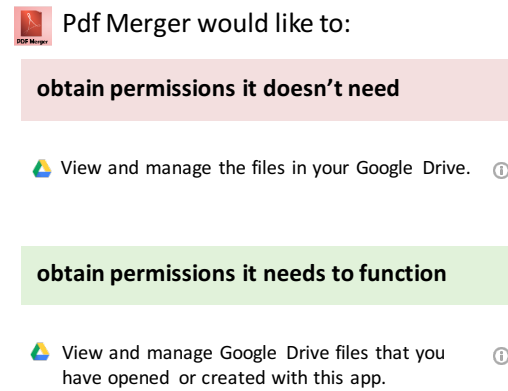 PDF Merger
Pdf Merger would like to:
obtain permissions it doesn't need
View and manage the files in your Google Drive.
obtain permissions it needs to function
View and manage Google Drive files that you
have opened or created with this app.